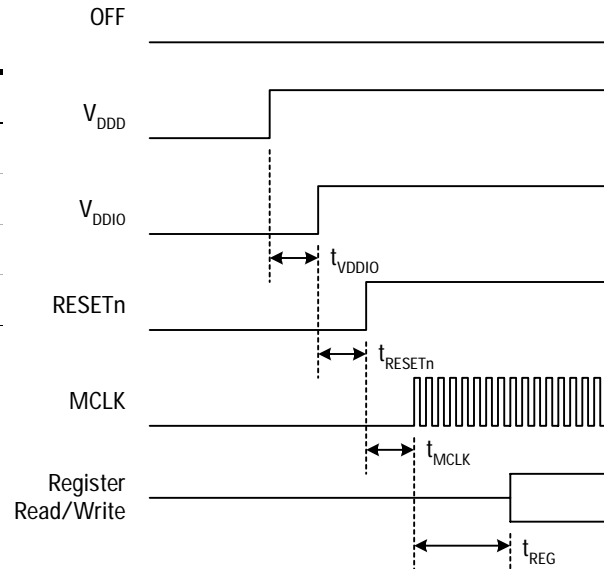 OFF
VDDD
VDDIO
tVDDIO
RESETn
tRESETn
MCLK
tMCLK
Register
Read/Write
tREG